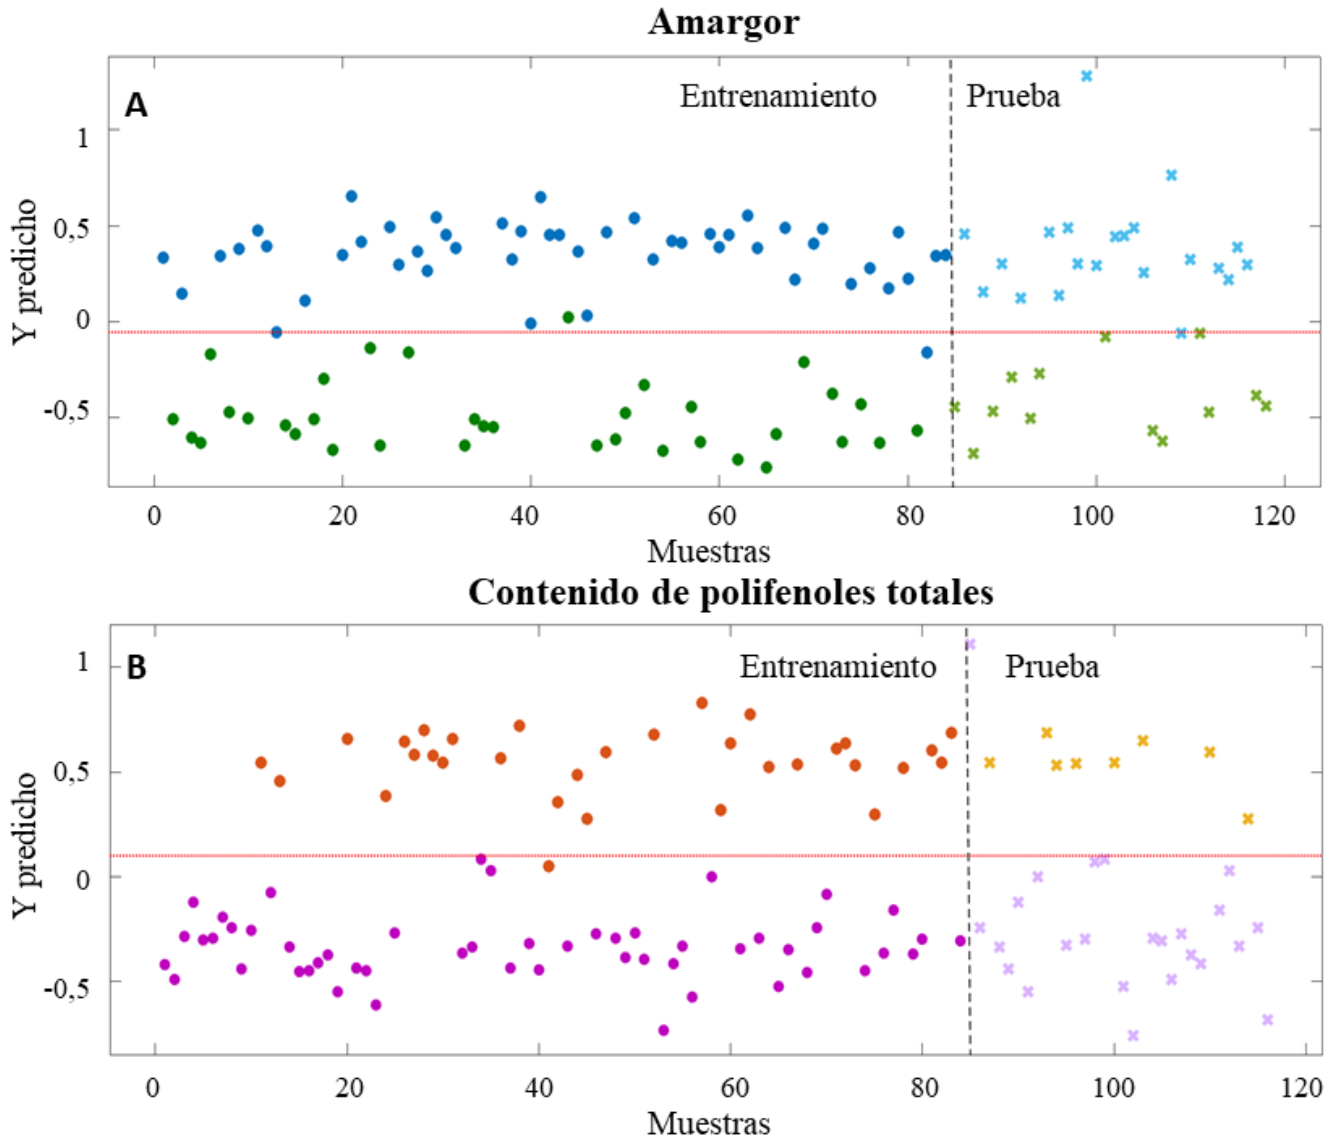 Amargor
A
Entrenamiento
Prueba
Y predicho
1
0,5
0
-0,5
0
20
40
60
80
100
120
Muestras
Contenido de polifenoles totales
B
Entrenamiento
Prueba
Y predicho
1
0,5
0
-0,5
0
20
40
60
80
100
120
Muestras